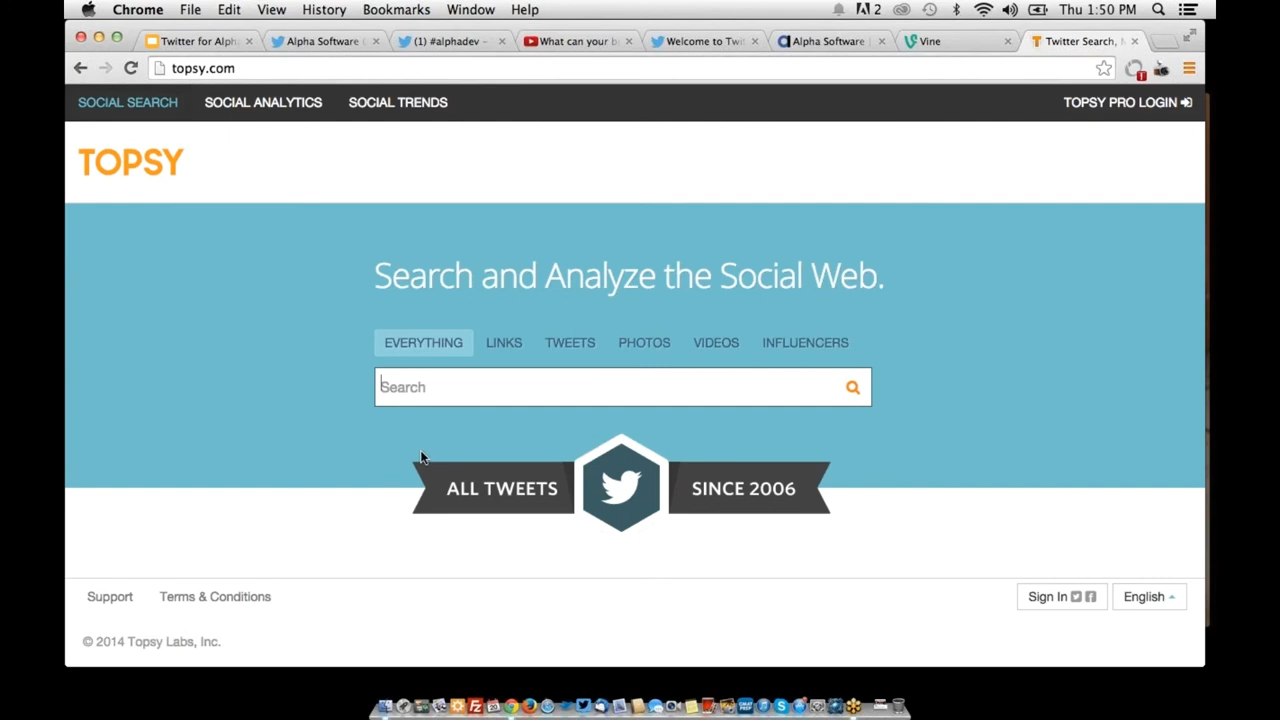 Chrome File Edit View History Bookmarks Window Help 2 Thu 1:50 PM
Twitter for Alph Alpha Software (1) #alphadev - What can your b Welcome to Twit Alpha Software Vine Twitter Search,
topsy.com
SOCIAL SEARCH SOCIAL ANALYTICS SOCIAL TRENDS TOPSY PRO LOGIN
TOPSY
Search and Analyze the Social Web.
EVERYTHING LINKS TWEETS PHOTOS VIDEOS INFLUENCERS
Search
ALL TWEETS SINCE 2006
Support Terms & Conditions Sign In English
© 2014 Topsy Labs, Inc.